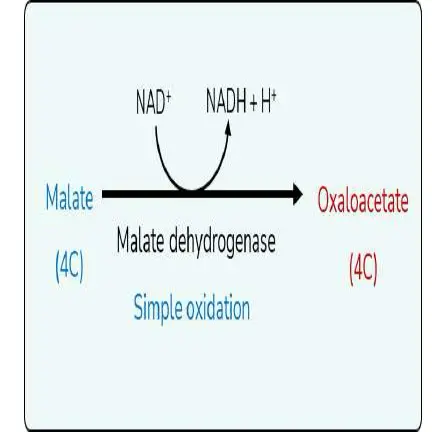 NAD⁺ NADH + H⁺
Malate Oxaloacetate
Malate dehydrogenase
(4C) (4C)
Simple oxidation